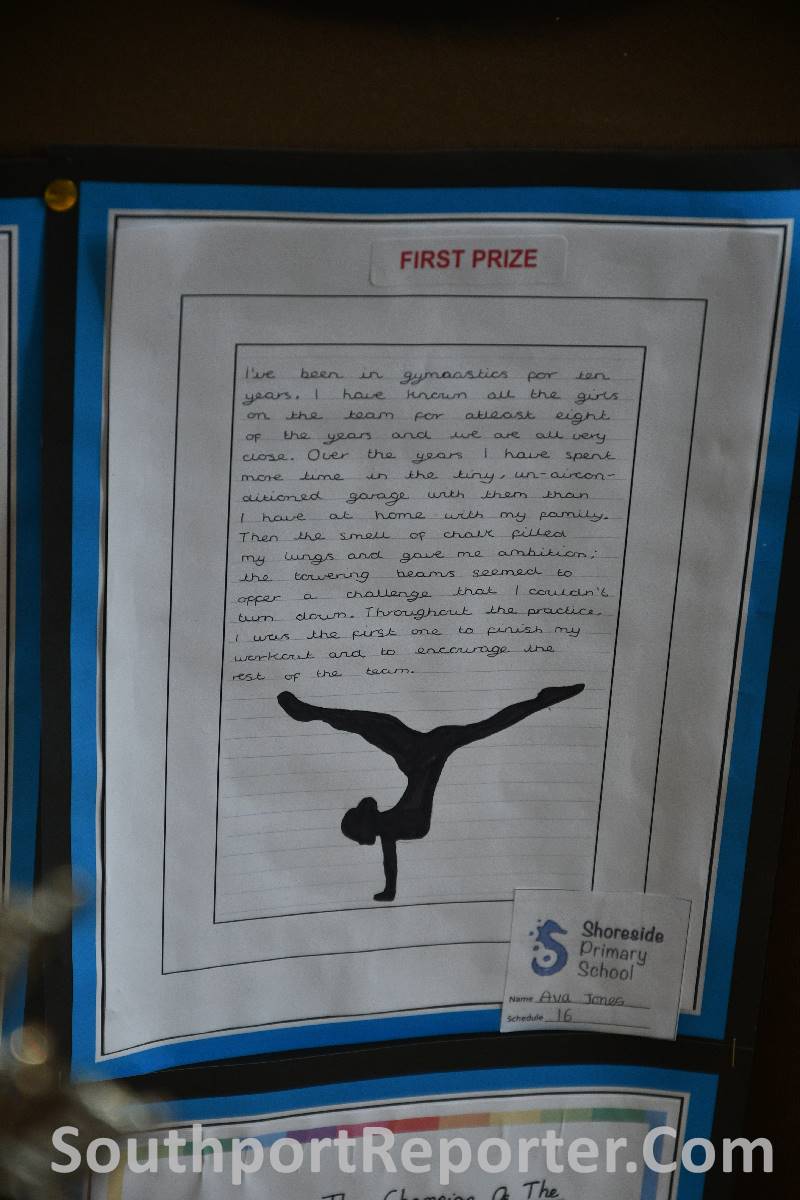 FIRST PRIZE
I've been in gymnastics for ten
years. I have known all the girls
on the team for atleast eight
of the years and we are all very
close. Over the years I have spent
more time in the tiny, un-aircon-
ditioned garage with them than
I have at home with my family.
Then the smell of chalk filled
my lungs and gave me ambition;
the towering beams seemed to
offer a challenge that I couldn't
turn down. Throughout the practice,
I was the first one to finish my
workout and to encourage the
rest of the team.
Shoreside
Primary
School
Name Ava Jones
Schedule 16
The Champion Of The
SouthportReporter.Com